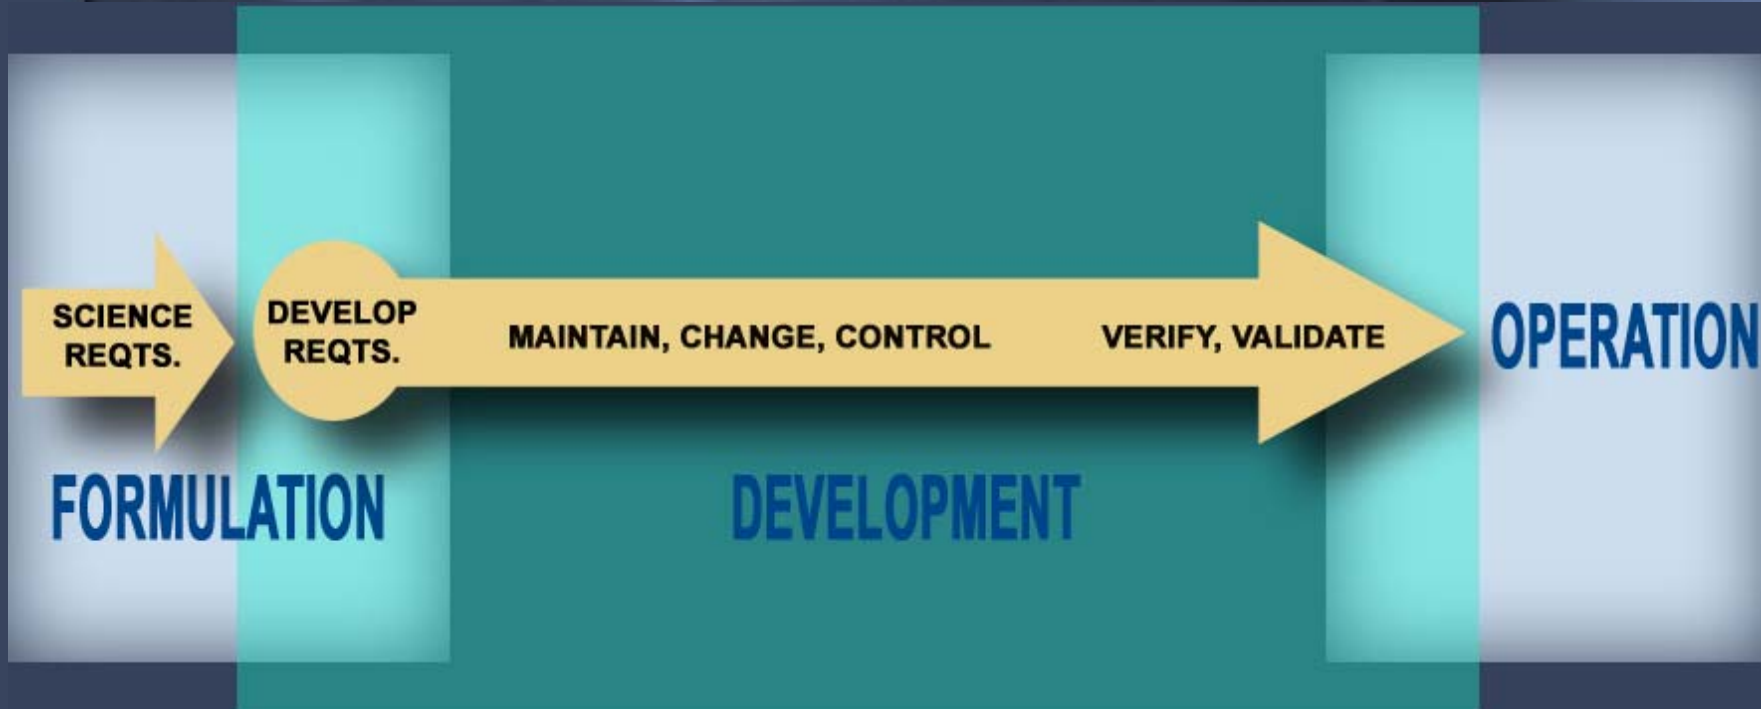 SCIENCE
REQTS.
DEVELOP
REQTS.
MAINTAIN, CHANGE, CONTROL
VERIFY, VALIDATE
OPERATION
FORMULATION
DEVELOPMENT